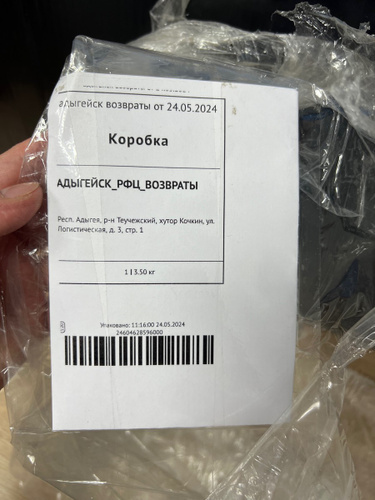 адыгейск возвраты от 24.05.2024
Коробка
АДЫГЕЙСК_РФЦ_ВОЗВРАТЫ
Респ. Адыгея, р-н Теучежский, хутор Кочкин, ул.
Логистическая, д. 3, стр. 1
1 | 3.50 кг
Упаковано: 11:16:00 24.05.2024
24604628596000